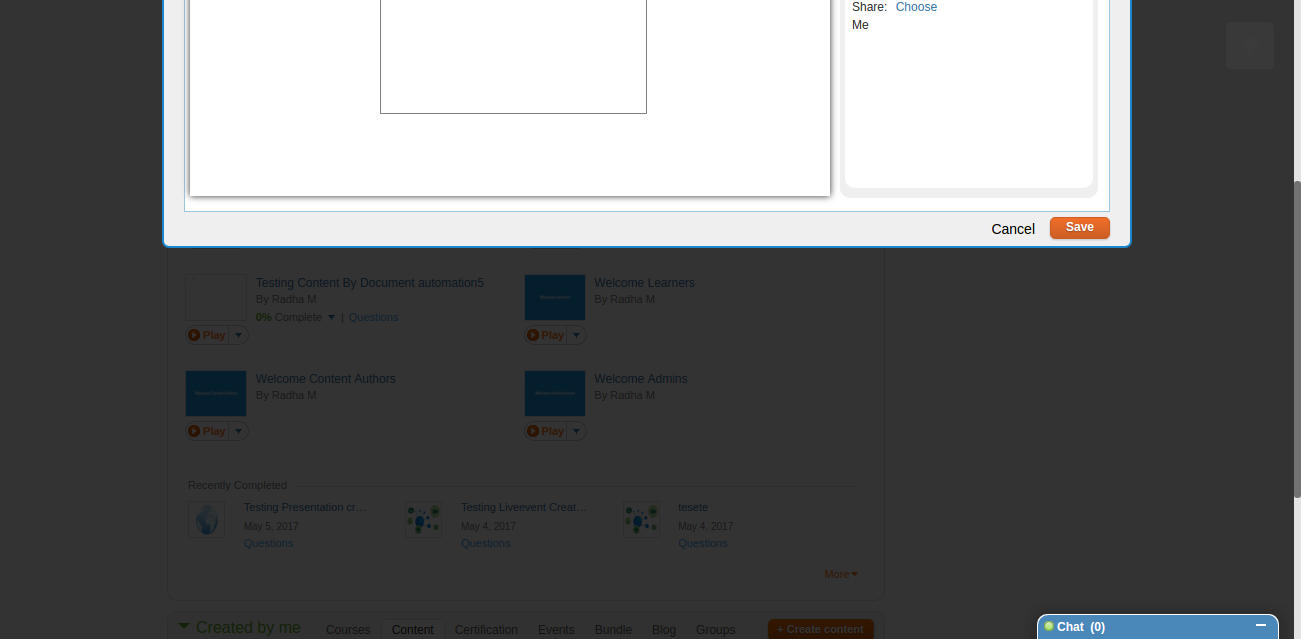 Share: Choose
Me
Cancel Save
Testing Content By Document automation5
By Radha M
0% Complete | Questions
Play
Welcome Learners
By Radha M
Play
Welcome Content Authors
By Radha M
Play
Welcome Admins
By Radha M
Play
Recently Completed
Testing Presentation cr...
May 5, 2017
Questions
Testing Liveevent Creat...
May 4, 2017
Questions
tesete
May 4, 2017
Questions
More
Created by me Courses Content Certification Events Bundle Blog Groups + Create content
Chat (0)